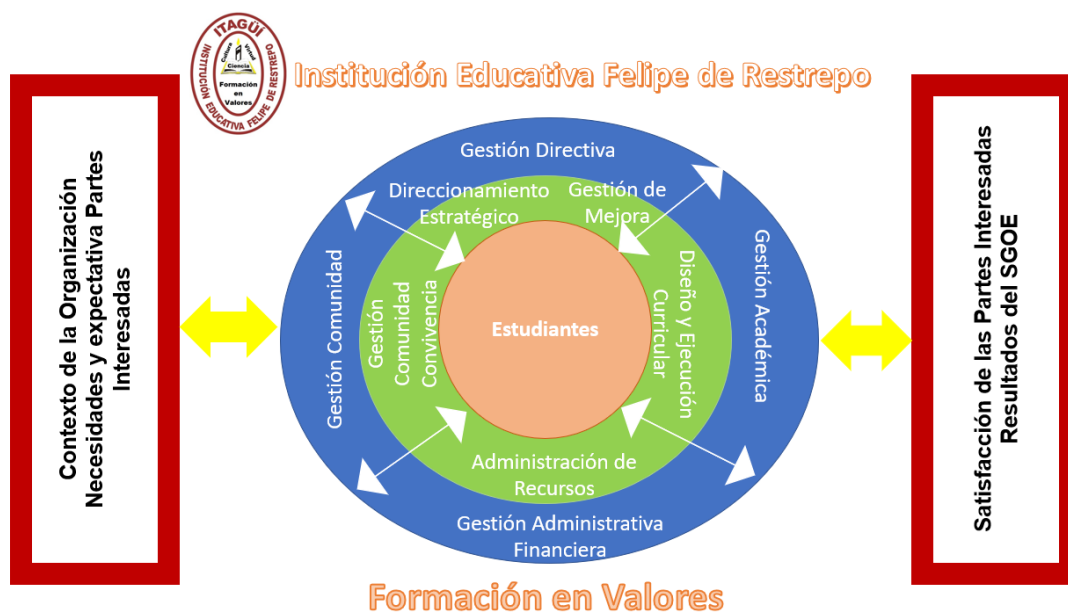 ITAGÜÍ
INSTITUCIÓN EDUCATIVA FELIPE DE RESTREPO
Cultura
Virtud
Ciencia
Formación
en
Valores
Institución Educativa Felipe de Restrepo
Contexto de la Organización
Necesidades y expectativa Partes
Interesadas
Gestión Directiva
Direccionamiento
Estratégico
Gestión de
Mejora
Gestión Comunidad
Gestión
Comunidad
Convivencia
Estudiantes
Diseño y Ejecución
Curricular
Gestión Académica
Administración de
Recursos
Gestión Administrativa
Financiera
Satisfacción de las Partes Interesadas
Resultados del SGOE
Formación en Valores